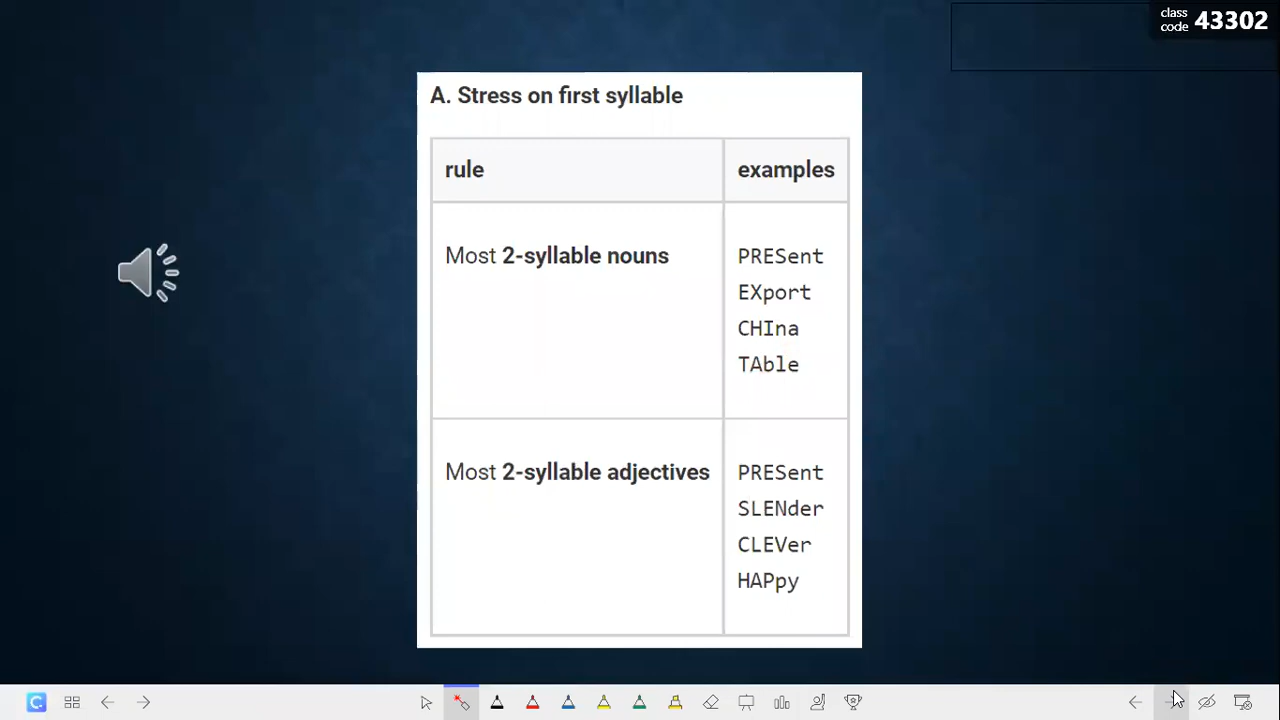 class
code 43302
A. Stress on first syllable
rule examples
Most 2-syllable nouns PRESent
EXport
CHIna
TAble
Most 2-syllable adjectives PRESent
SLENder
CLEVer
HAPpy